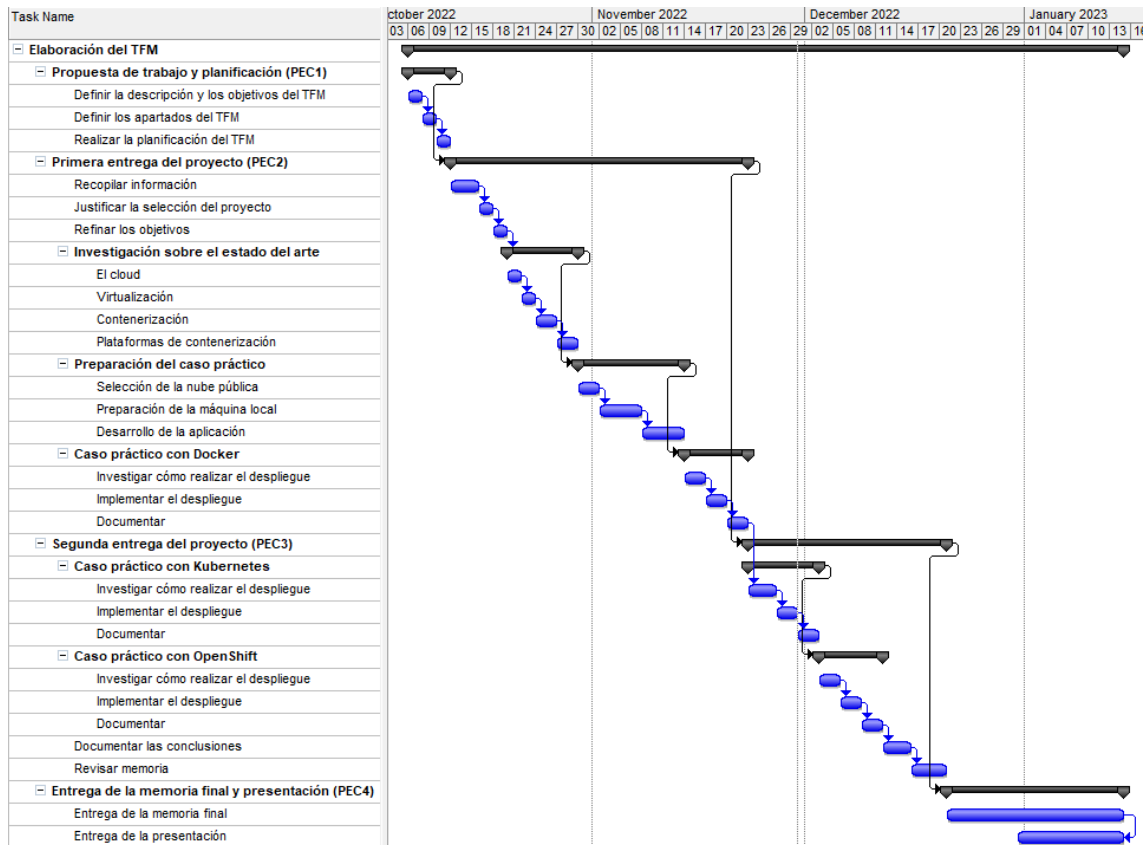 Task Name
ctober 2022 November 2022 December 2022 January 2023
03 06 09 12 15 18 21 24 27 30 02 05 08 11 14 17 20 23 26 29 02 05 08 11 14 17 20 23 26 29 01 04 07 10 13 16
Elaboración del TFM
Propuesta de trabajo y planificación (PEC1)
Definir la descripción y los objetivos del TFM
Definir los apartados del TFM
Realizar la planificación del TFM
Primera entrega del proyecto (PEC2)
Recopilar información
Justificar la selección del proyecto
Refinar los objetivos
Investigación sobre el estado del arte
El cloud
Virtualización
Contenerización
Plataformas de contenerización
Preparación del caso práctico
Selección de la nube pública
Preparación de la máquina local
Desarrollo de la aplicación
Caso práctico con Docker
Investigar cómo realizar el despliegue
Implementar el despliegue
Documentar
Segunda entrega del proyecto (PEC3)
Caso práctico con Kubernetes
Investigar cómo realizar el despliegue
Implementar el despliegue
Documentar
Caso práctico con OpenShift
Investigar cómo realizar el despliegue
Implementar el despliegue
Documentar
Documentar las conclusiones
Revisar memoria
Entrega de la memoria final y presentación (PEC4)
Entrega de la memoria final
Entrega de la presentación